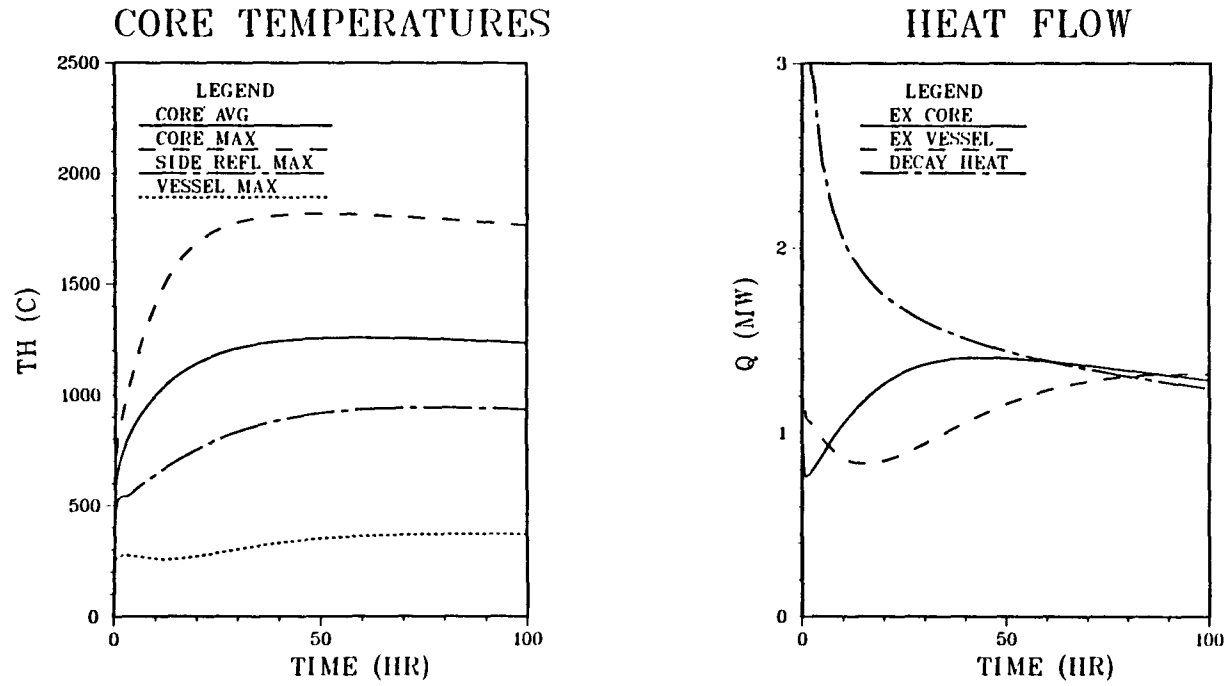 CORE TEMPERATURES
2500
2000
1500
1000
500
0
TH (C)
LEGEND
CORE AVG
CORE MAX
SIDE REFL MAX
VESSEL MAX
0
50
100
TIME (HR)
HEAT FLOW
3
2
1
0
Q (MW)
LEGEND
EX CORE
EX VESSEL
DECAY HEAT
0
50
100
TIME (HR)